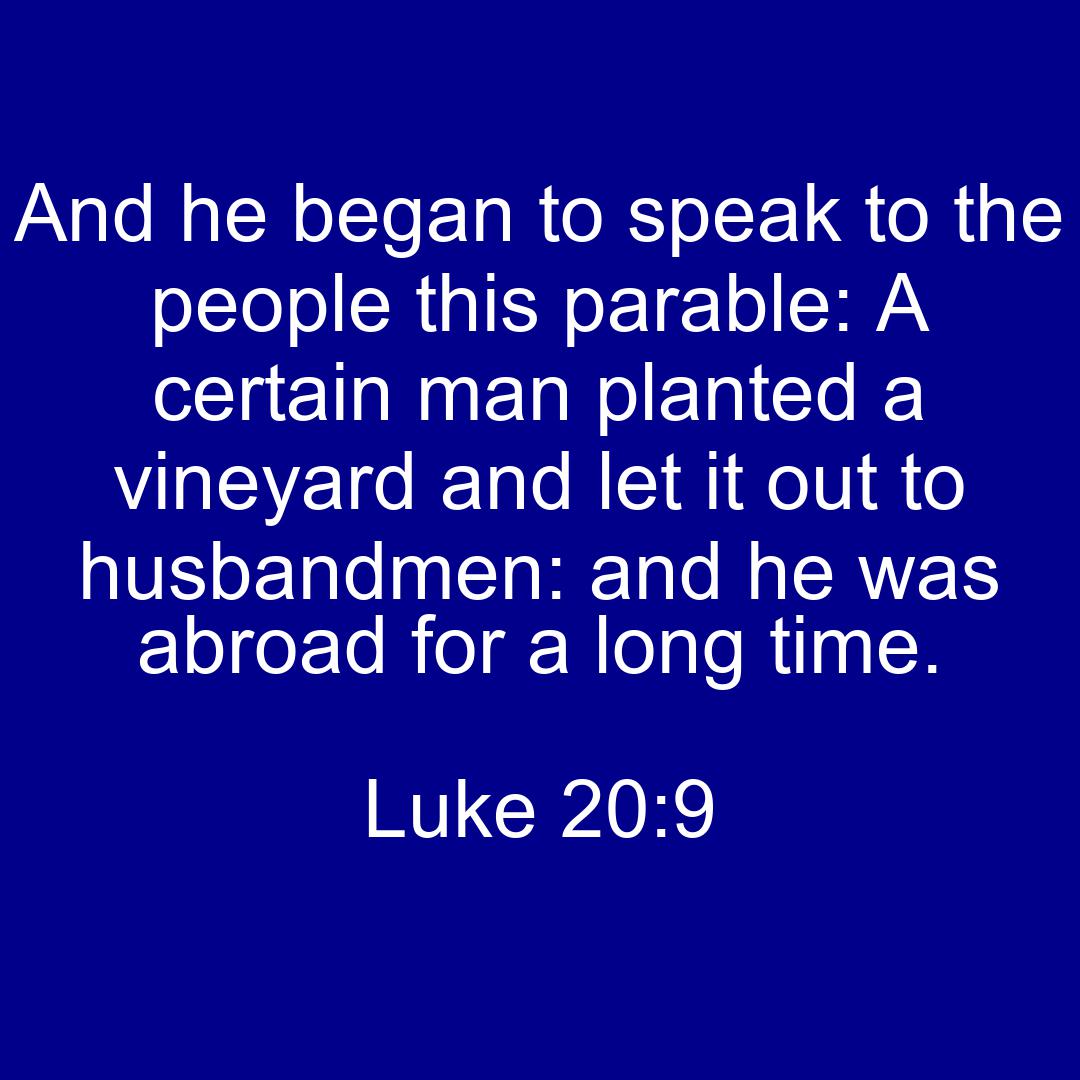 And he began to speak to the
people this parable: A
certain man planted a
vineyard and let it out to
husbandmen: and he was
abroad for a long time.
Luke 20:9